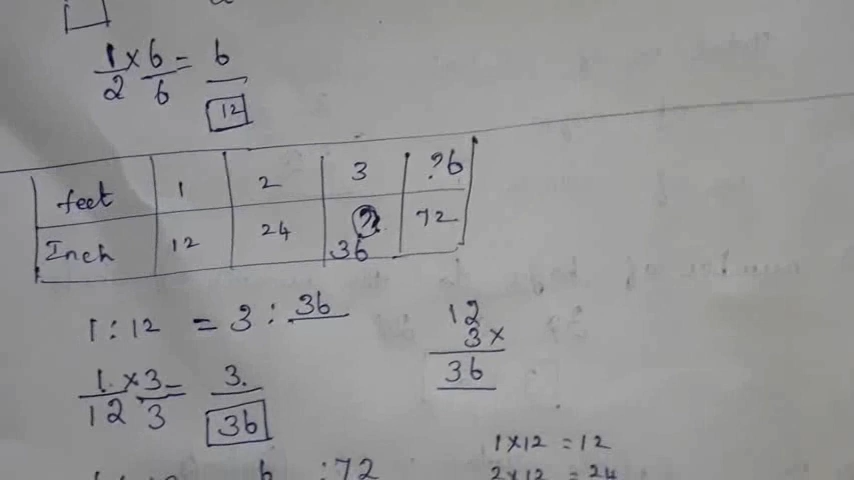 1/2 × 6/6 = 6/12
feet 1 2 3 ?6
Inch 12 24 ? 36 72
1 : 12 = 3 : 36
12
3 ×
36
1/12 × 3/3 = 3/36
1 × 12 = 12
6 : 72
2 × 12 = 24